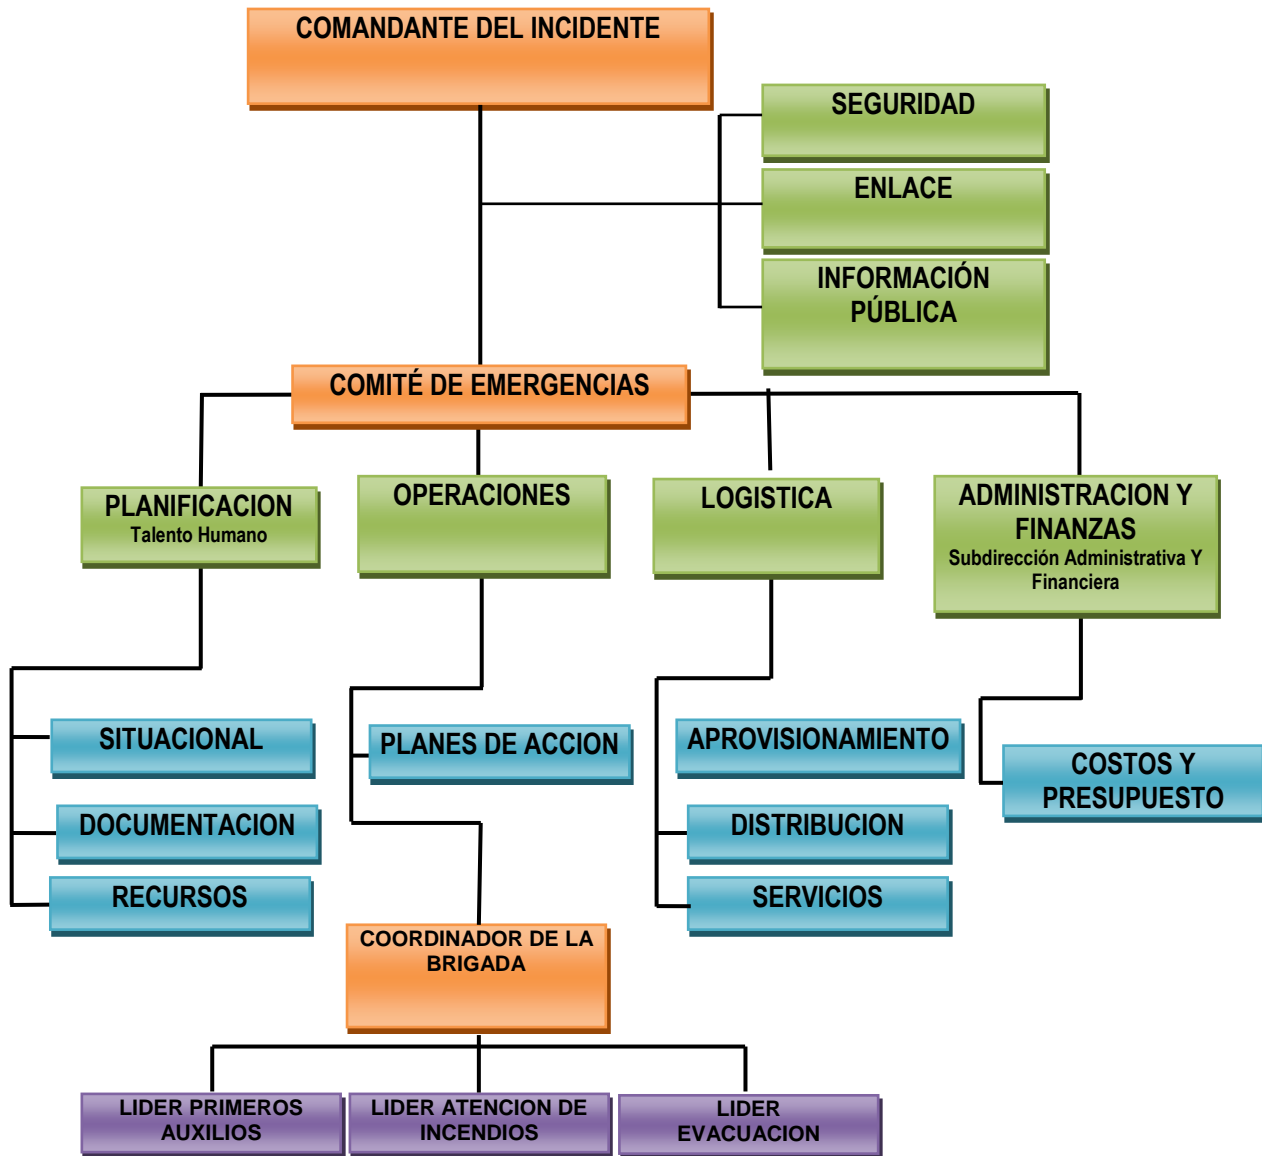 COMANDANTE DEL INCIDENTE
SEGURIDAD
ENLACE
INFORMACIÓN
PÚBLICA
COMITÉ DE EMERGENCIAS
PLANIFICACION
Talento Humano
OPERACIONES
LOGISTICA
ADMINISTRACION Y
FINANZAS
Subdirección Administrativa Y
Financiera
SITUACIONAL
DOCUMENTACION
RECURSOS
PLANES DE ACCION
APROVISIONAMIENTO
DISTRIBUCION
SERVICIOS
COSTOS Y
PRESUPUESTO
COORDINADOR DE LA
BRIGADA
LIDER PRIMEROS
AUXILIOS
LIDER ATENCION DE
INCENDIOS
LIDER
EVACUACION